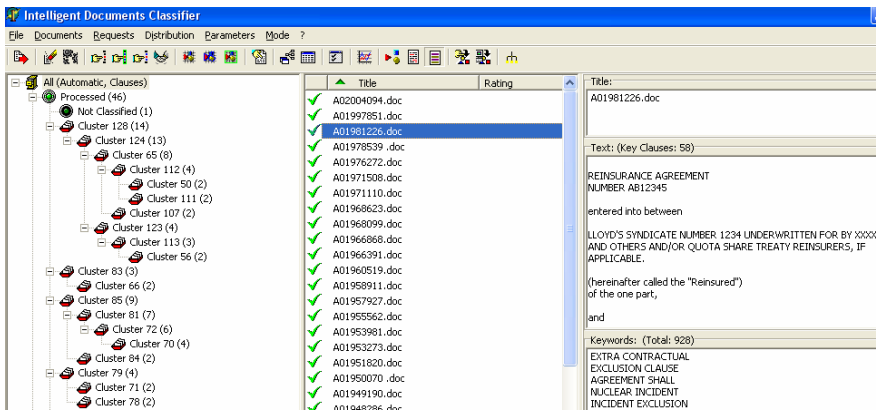 Intelligent Documents Classifier
File Documents Requests Distribution Parameters Mode ?
All (Automatic, Clauses)
Processed (46)
Not Classified (1)
Cluster 128 (14)
Cluster 124 (13)
Cluster 65 (8)
Cluster 112 (4)
Cluster 50 (2)
Cluster 111 (2)
Cluster 107 (2)
Cluster 123 (4)
Cluster 113 (3)
Cluster 56 (2)
Cluster 83 (3)
Cluster 66 (2)
Cluster 85 (9)
Cluster 81 (7)
Cluster 72 (6)
Cluster 70 (4)
Cluster 84 (2)
Cluster 79 (4)
Cluster 71 (2)
Cluster 78 (2)
Title Rating
A02004094.doc
A01997851.doc
A01981226.doc
A01978539 .doc
A01976272.doc
A01971508.doc
A01971110.doc
A01968623.doc
A01968099.doc
A01966868.doc
A01966391.doc
A01960519.doc
A01958911.doc
A01957927.doc
A01955562.doc
A01953981.doc
A01953273.doc
A01951820.doc
A01950070 .doc
A01949190.doc
A01948286.doc
Title:
A01981226.doc
Text: (Key Clauses: 58)
REINSURANCE AGREEMENT
NUMBER AB12345
entered into between
LLOYD'S SYNDICATE NUMBER 1234 UNDERWRITTEN FOR BY XXXX
AND OTHERS AND/OR QUOTA SHARE TREATY REINSURERS, IF
APPLICABLE.
(hereinafter called the "Reinsured")
of the one part,
and
Keywords: (Total: 928)
EXTRA CONTRACTUAL
EXCLUSION CLAUSE
AGREEMENT SHALL
NUCLEAR INCIDENT
INCIDENT EXCLUSION